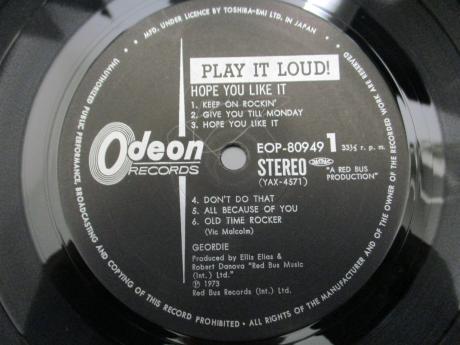 MFD. UNDER LICENCE BY TOSHIBA-EMI LTD. IN JAPAN
UNAUTHORIZED PUBLIC PERFORMANCE, BROADCASTING AND COPYING OF THIS RECORD PROHIBITED • ALL RIGHTS OF THE MANUFACTURER AND OF THE OWNER OF THE RECORDED WORK ARE RESERVED
PLAY IT LOUD!
HOPE YOU LIKE IT
1. KEEP ON ROCKIN'
2. GIVE YOU TILL MONDAY
3. HOPE YOU LIKE IT
Odeon
RECORDS
EOP-80949 1 33⅓ r. p. m.
STEREO
(YAX-4571)
"A RED BUS
PRODUCTION"
4. DON'T DO THAT
5. ALL BECAUSE OF YOU
6. OLD TIME ROCKER
(Vic Malcolm)
GEORDIE
Produced by Ellis Elias &
Robert Danova "Red Bus Music
(Int.) Ltd."
Ⓟ 1973
Red Bus Records (Int.) Ltd.